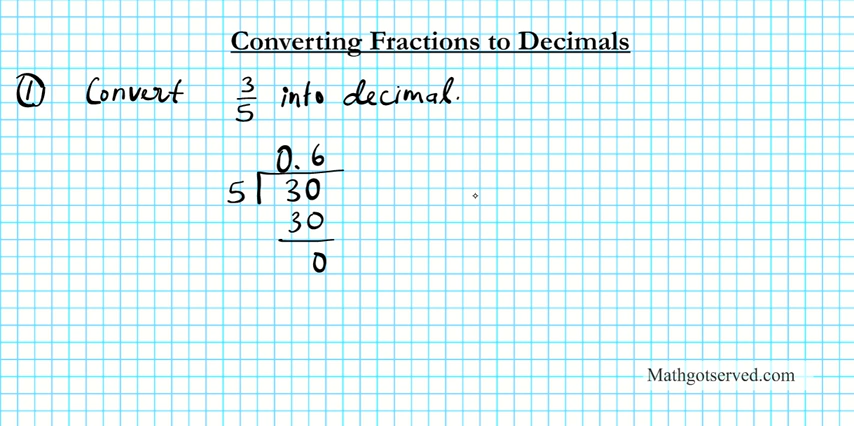 Converting Fractions to Decimals
① Convert 3/5 into decimal.
0.6
5 30
30
0
Mathgotserved.com